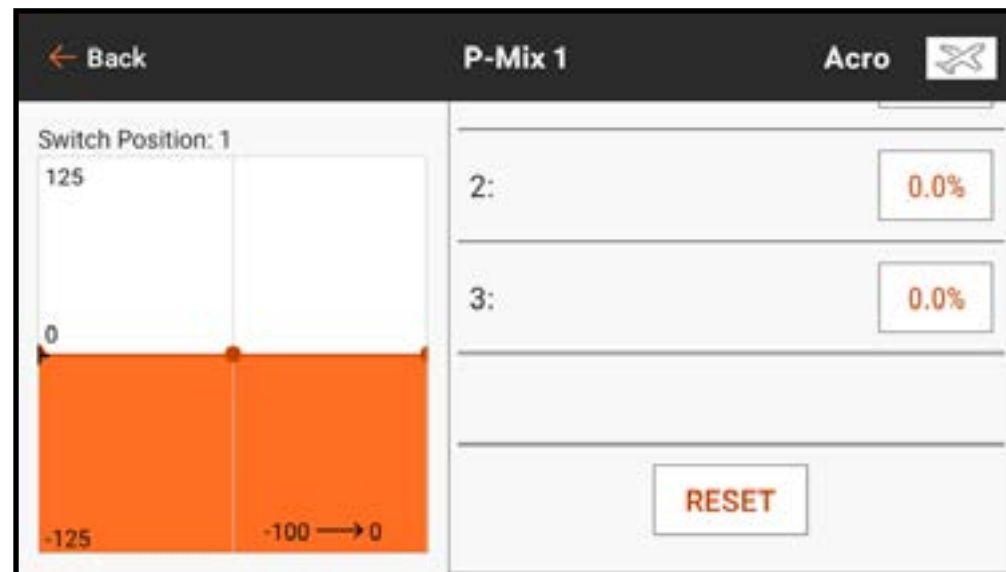 ← Back P-Mix 1 Acro
Switch Position: 1
125
0
-125
-100 → 0
2: 0.0%
3: 0.0%
RESET